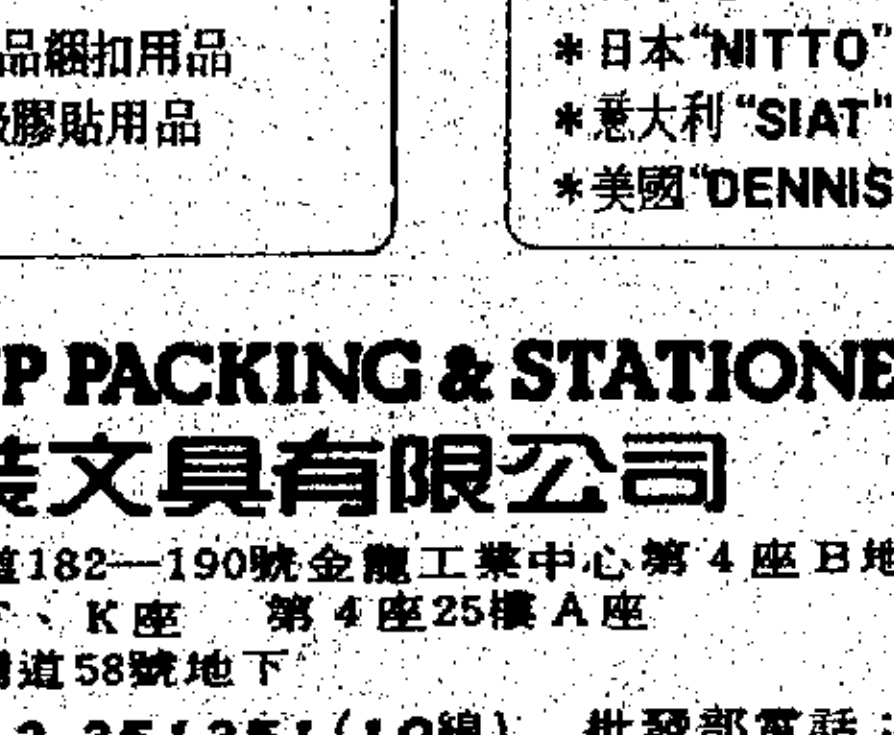 品綑扣用品
膠貼用品
*日本“NITTO”
*意大利“SIAT”
*美國“DENNIS
P PACKING & STATIONE
裝文具有限公司
道182—190號金龍工業中心第4座B地
、K座 第4座25樓A座
道58號地下
(10線) 批發部電話：